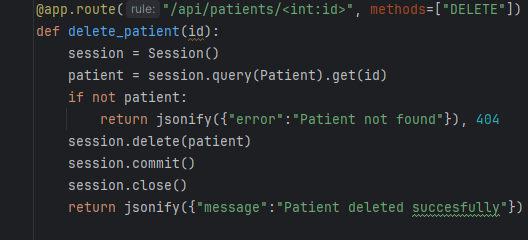 @app.route( rule: "/api/patients/<int:id>", methods=["DELETE"])
def delete_patient(id):
    session = Session()
    patient = session.query(Patient).get(id)
    if not patient:
        return jsonify({"error":"Patient not found"}), 404
    session.delete(patient)
    session.commit()
    session.close()
    return jsonify({"message":"Patient deleted succesfully"})